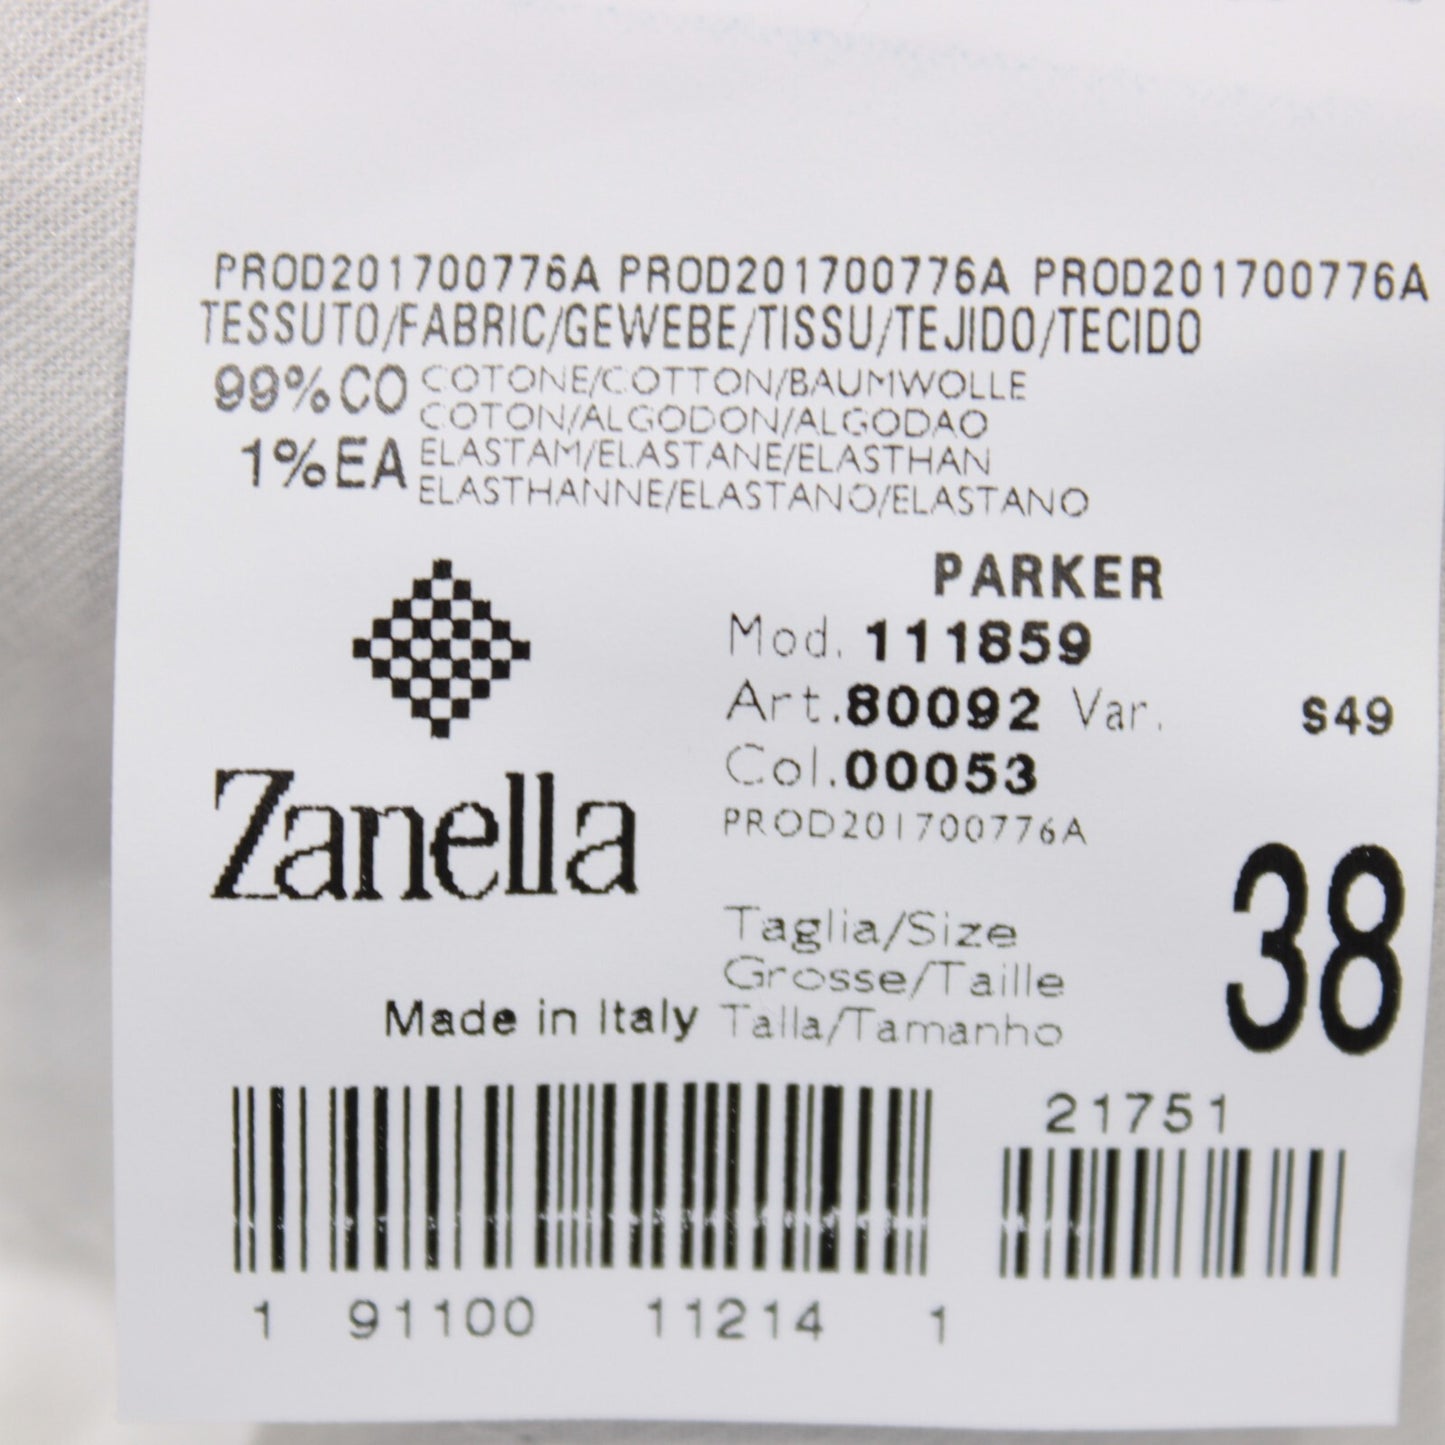 PROD201700776A PROD201700776A PROD201700776A
TESSUTO/FABRIC/GEWEBE/TISSU/TEJIDO/TECIDO
99%CO COTONE/COTTON/BAUMWOLLE
COTON/ALGODON/ALGODAO
1%EA ELASTAM/ELASTANE/ELASTHAN
ELASTHANNE/ELASTANO/ELASTANO
PARKER
Mod. 111859
Art. 80092 Var. S49
Col. 00053
PROD201700776A
Zanella
Taglia/Size
Grosse/Taille
Talla/Tamanho
38
Made in Italy
21751
1 91100 11214 1